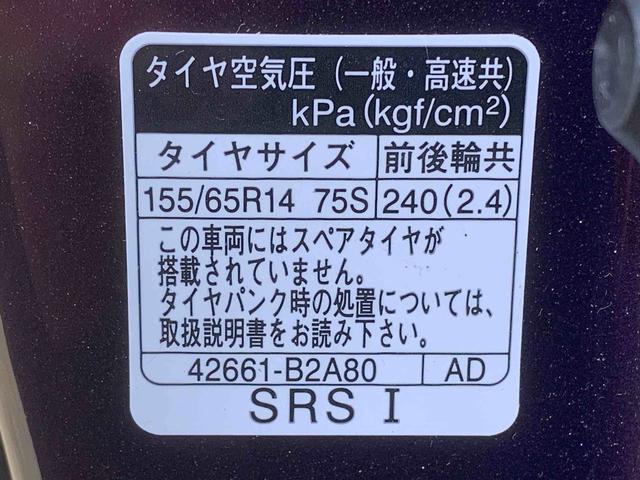 タイヤ空気圧(一般・高速共)
kPa(kgf/cm²)
タイヤサイズ 前後輪共
155/65R14 75S 240(2.4)
この車両にはスペアタイヤが
搭載されていません。
タイヤパンク時の処置については、
取扱説明書をお読み下さい。
42661-B2A80 AD
SRS I